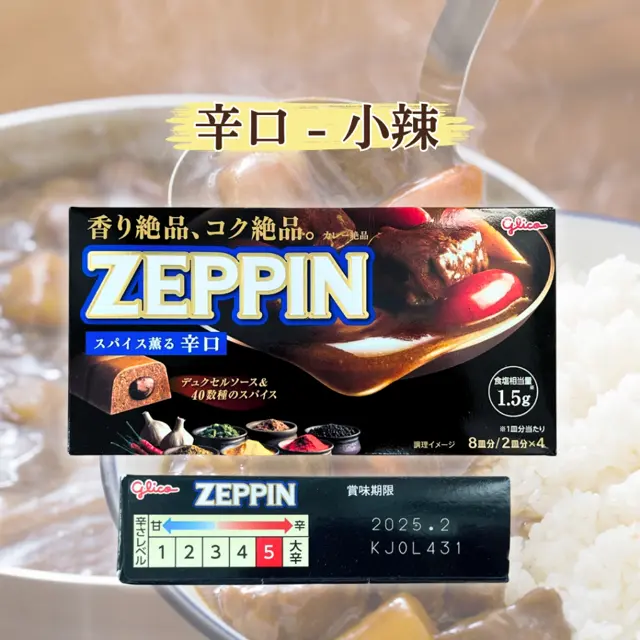 辛口 - 小辣
香り絶品、コク絶品。カレー絶品
glico
ZEPPIN
スパイス薫る 辛口
デュクセルソース&
40数種のスパイス
食塩相当量※
1.5g
※1皿分当たり
調理イメージ 8皿分/2皿分×4
glico ZEPPIN 賞味期限
辛さレベル
甘 辛
1 2 3 4 5 大辛
2025.2
KJOL431